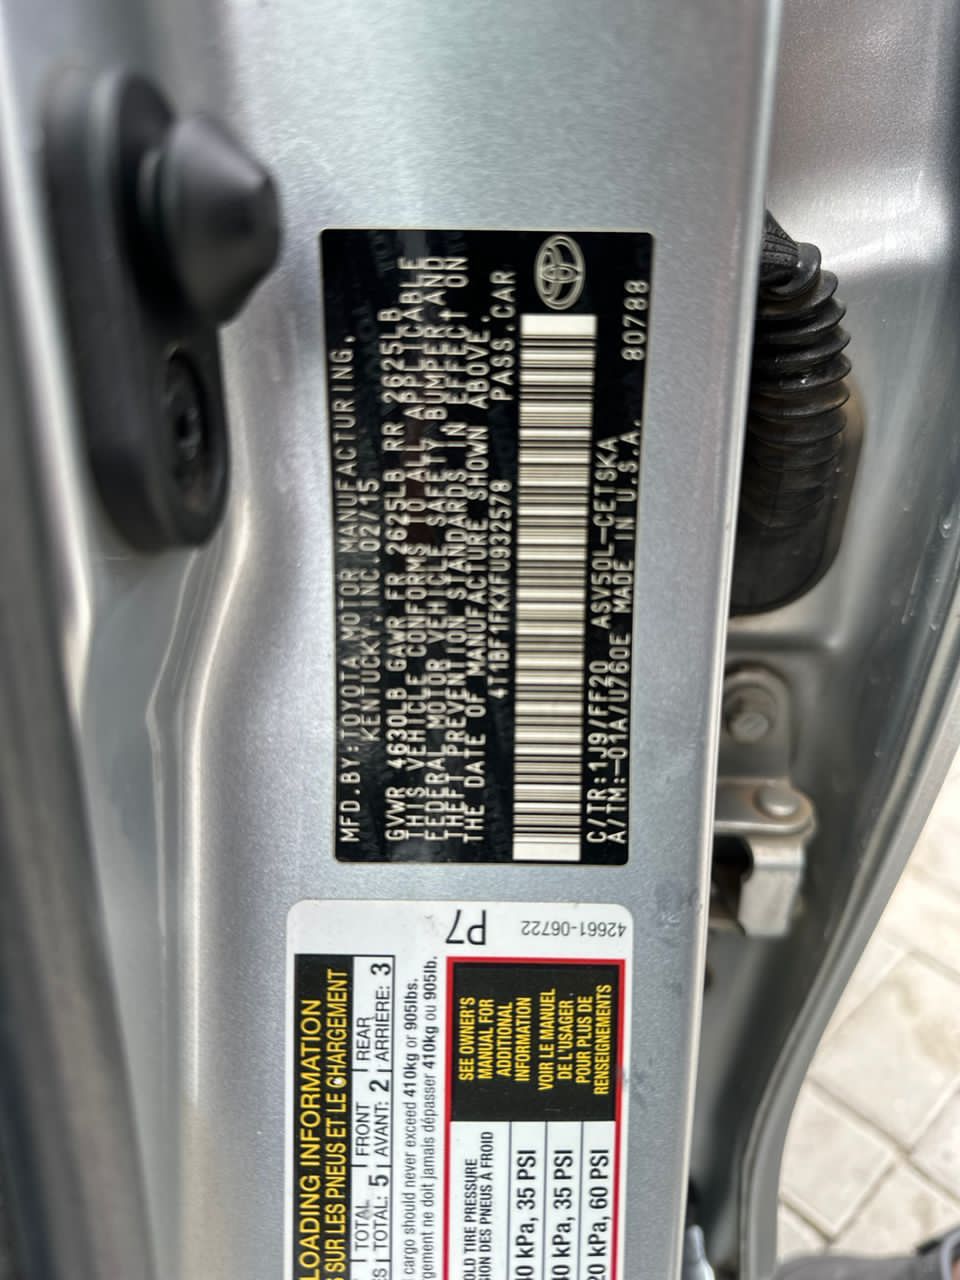 MFD.BY:TOYOTA MOTOR MANUFACTURING,
KENTUCKY INC.02/15
GVWR 4630LB GAWR FR 2625LB RR 2625LB
THIS VEHICLE CONFORMS TO ALL APPLICABLE
FEDERAL MOTOR VEHICLE SAFETY, BUMPER, AND
THEFT PREVENTION STANDARDS IN EFFECT ON
THE DATE OF MANUFACTURE SHOWN ABOVE.
4T1BF1FKXFU932578 PASS.CAR
C/TR:1J9/FF20 ASV50L-CETSKA
A/TM:-01A/U760E MADE IN U.S.A. 80788
P7
42661-06722
LOADING INFORMATION
SUR LES PNEUS ET LE CHARGEMENT
TOTAL FRONT REAR
TOTAL: 5 AVANT: 2 ARRIÈRE: 3
cargo should never exceed 410kg or 905lbs.
ne doit jamais dépasser 410kg ou 905lb.
SEE OWNER'S
MANUAL FOR
ADDITIONAL
INFORMATION
VOIR LE MANUEL
DE L'USAGER
POUR PLUS DE
RENSEIGNEMENTS
TIRE PRESSURE
DES PNEUS À FROID
kPa, 35 PSI
kPa, 35 PSI
kPa, 60 PSI